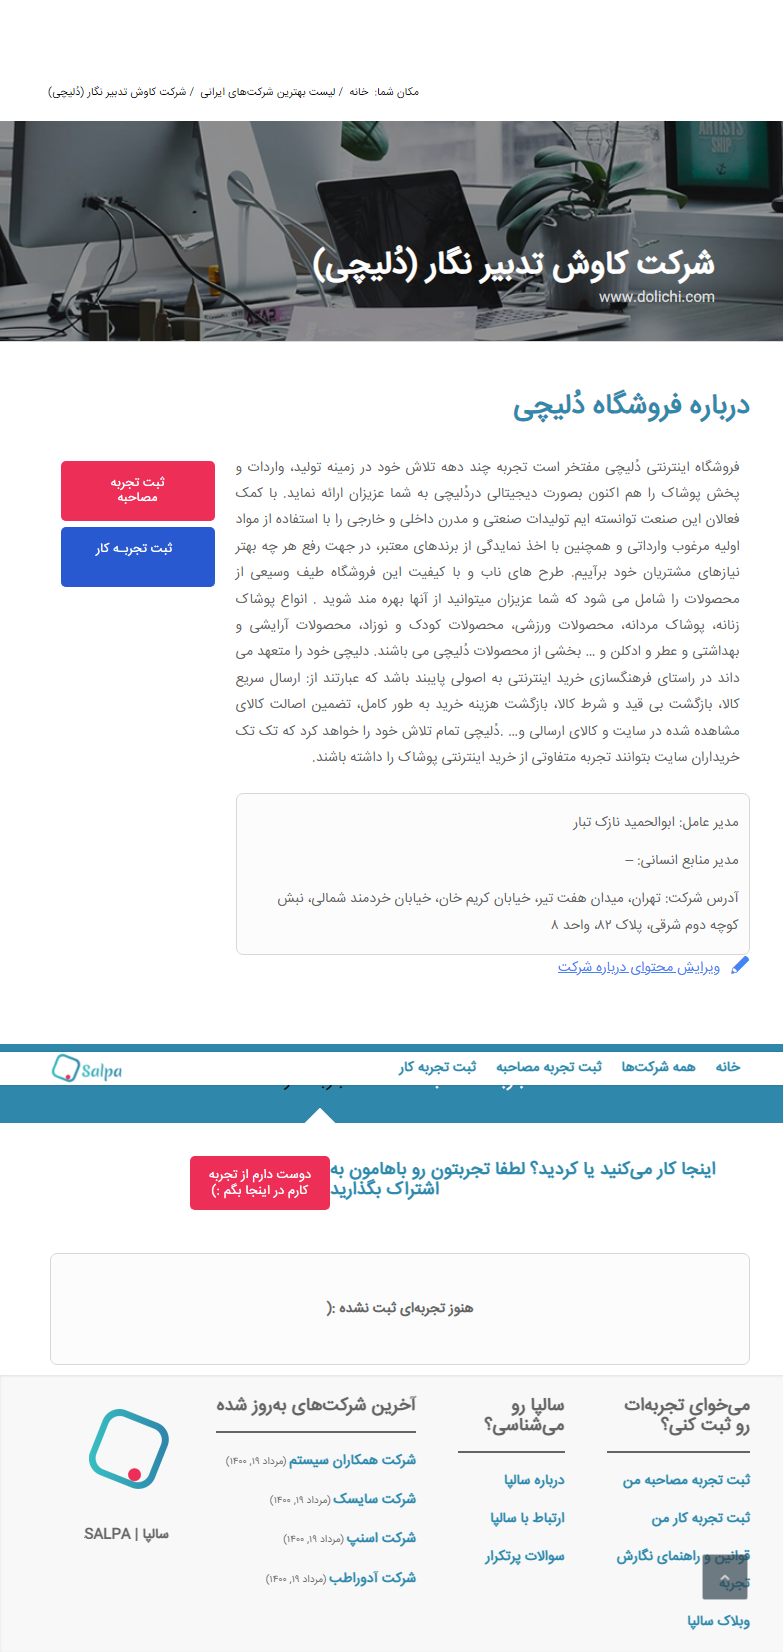 مکان شما: خانه / لیست بهترین شرکت‌های ایرانی / شرکت کاوش تدبیر نگار (دُلیچی)
ARTISTS
SHIP
شرکت کاوش تدبیر نگار (دُلیچی)
www.dolichi.com
درباره فروشگاه دُلیچی
فروشگاه اینترنتی دُلیچی مفتخر است تجربه چند دهه تلاش خود در زمینه تولید، واردات و
پخش پوشاک را هم اکنون بصورت دیجیتالی دردُلیچی به شما عزیزان ارائه نماید. با کمک
فعالان این صنعت توانسته ایم تولیدات صنعتی و مدرن داخلی و خارجی را با استفاده از مواد
اولیه مرغوب وارداتی و همچنین با اخذ نمایدگی از برندهای معتبر، در جهت رفع هر چه بهتر
نیازهای مشتریان خود برآییم. طرح های ناب و با کیفیت این فروشگاه طیف وسیعی از
محصولات را شامل می شود که شما عزیزان میتوانید از آنها بهره مند شوید . انواع پوشاک
زنانه، پوشاک مردانه، محصولات ورزشی، محصولات کودک و نوزاد، محصولات آرایشی و
بهداشتی و عطر و ادکلن و ... بخشی از محصولات دُلیچی می باشند. دلیچی خود را متعهد می
داند در راستای فرهنگسازی خرید اینترنتی به اصولی پایبند باشد که عبارتند از: ارسال سریع
کالا، بازگشت بی قید و شرط کالا، بازگشت هزینه خرید به طور کامل، تضمین اصالت کالای
مشاهده شده در سایت و کالای ارسالی و... .دُلیچی تمام تلاش خود را خواهد کرد که تک تک
خریداران سایت بتوانند تجربه متفاوتی از خرید اینترنتی پوشاک را داشته باشند.
ثبت تجربه
مصاحبه
ثبت تجربـه کار
مدیر عامل: ابوالحمید نازک تبار
مدیر منابع انسانی: –
آدرس شرکت: تهران، میدان هفت تیر، خیابان کریم خان، خیابان خردمند شمالی، نبش
کوچه دوم شرقی، پلاک ۸۲، واحد ۸
ویرایش محتوای درباره شرکت
خانه همه شرکت‌ها ثبت تجربه مصاحبه ثبت تجربه کار
Salpa
اینجا کار می‌کنید یا کردید؟ لطفا تجربتون رو باهامون به
اشتراک بگذارید
دوست دارم از تجربه
کارم در اینجا بگم :)
هنوز تجربه‌ای ثبت نشده :(
می‌خوای تجربه‌ات
رو ثبت کنی؟
ثبت تجربه مصاحبه من
ثبت تجربه کار من
قوانین و راهنمای نگارش
تجربه
وبلاگ سالپا
سالپا رو
می‌شناسی؟
درباره سالپا
ارتباط با سالپا
سوالات پرتکرار
آخرین شرکت‌های به‌روز شده
شرکت همکاران سیستم (مرداد ۱۹, ۱۴۰۰)
شرکت سایسک (مرداد ۱۹, ۱۴۰۰)
شرکت اسنپ (مرداد ۱۹, ۱۴۰۰)
شرکت آدوراطب (مرداد ۱۹, ۱۴۰۰)
سالپا | SALPA